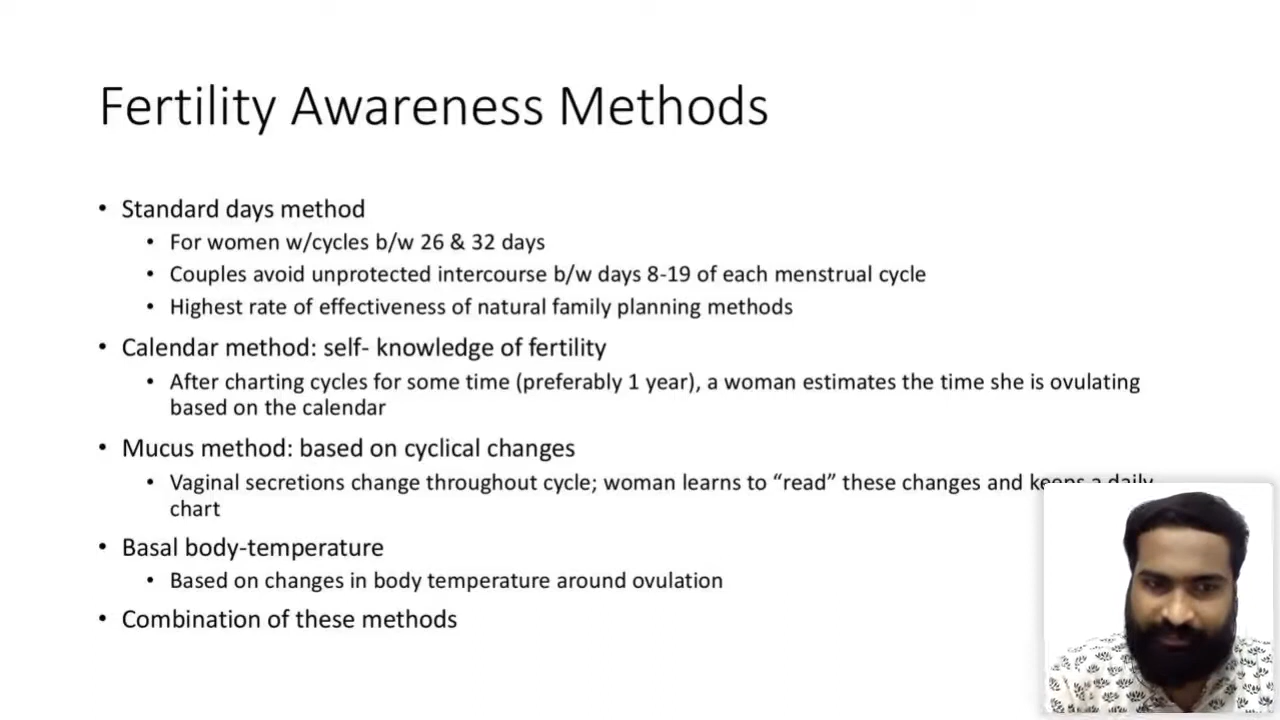 Fertility Awareness Methods
• Standard days method
• For women w/cycles b/w 26 & 32 days
• Couples avoid unprotected intercourse b/w days 8-19 of each menstrual cycle
• Highest rate of effectiveness of natural family planning methods
• Calendar method: self- knowledge of fertility
• After charting cycles for some time (preferably 1 year), a woman estimates the time she is ovulating
based on the calendar
• Mucus method: based on cyclical changes
• Vaginal secretions change throughout cycle; woman learns to “read” these changes and keeps a daily
chart
• Basal body-temperature
• Based on changes in body temperature around ovulation
• Combination of these methods